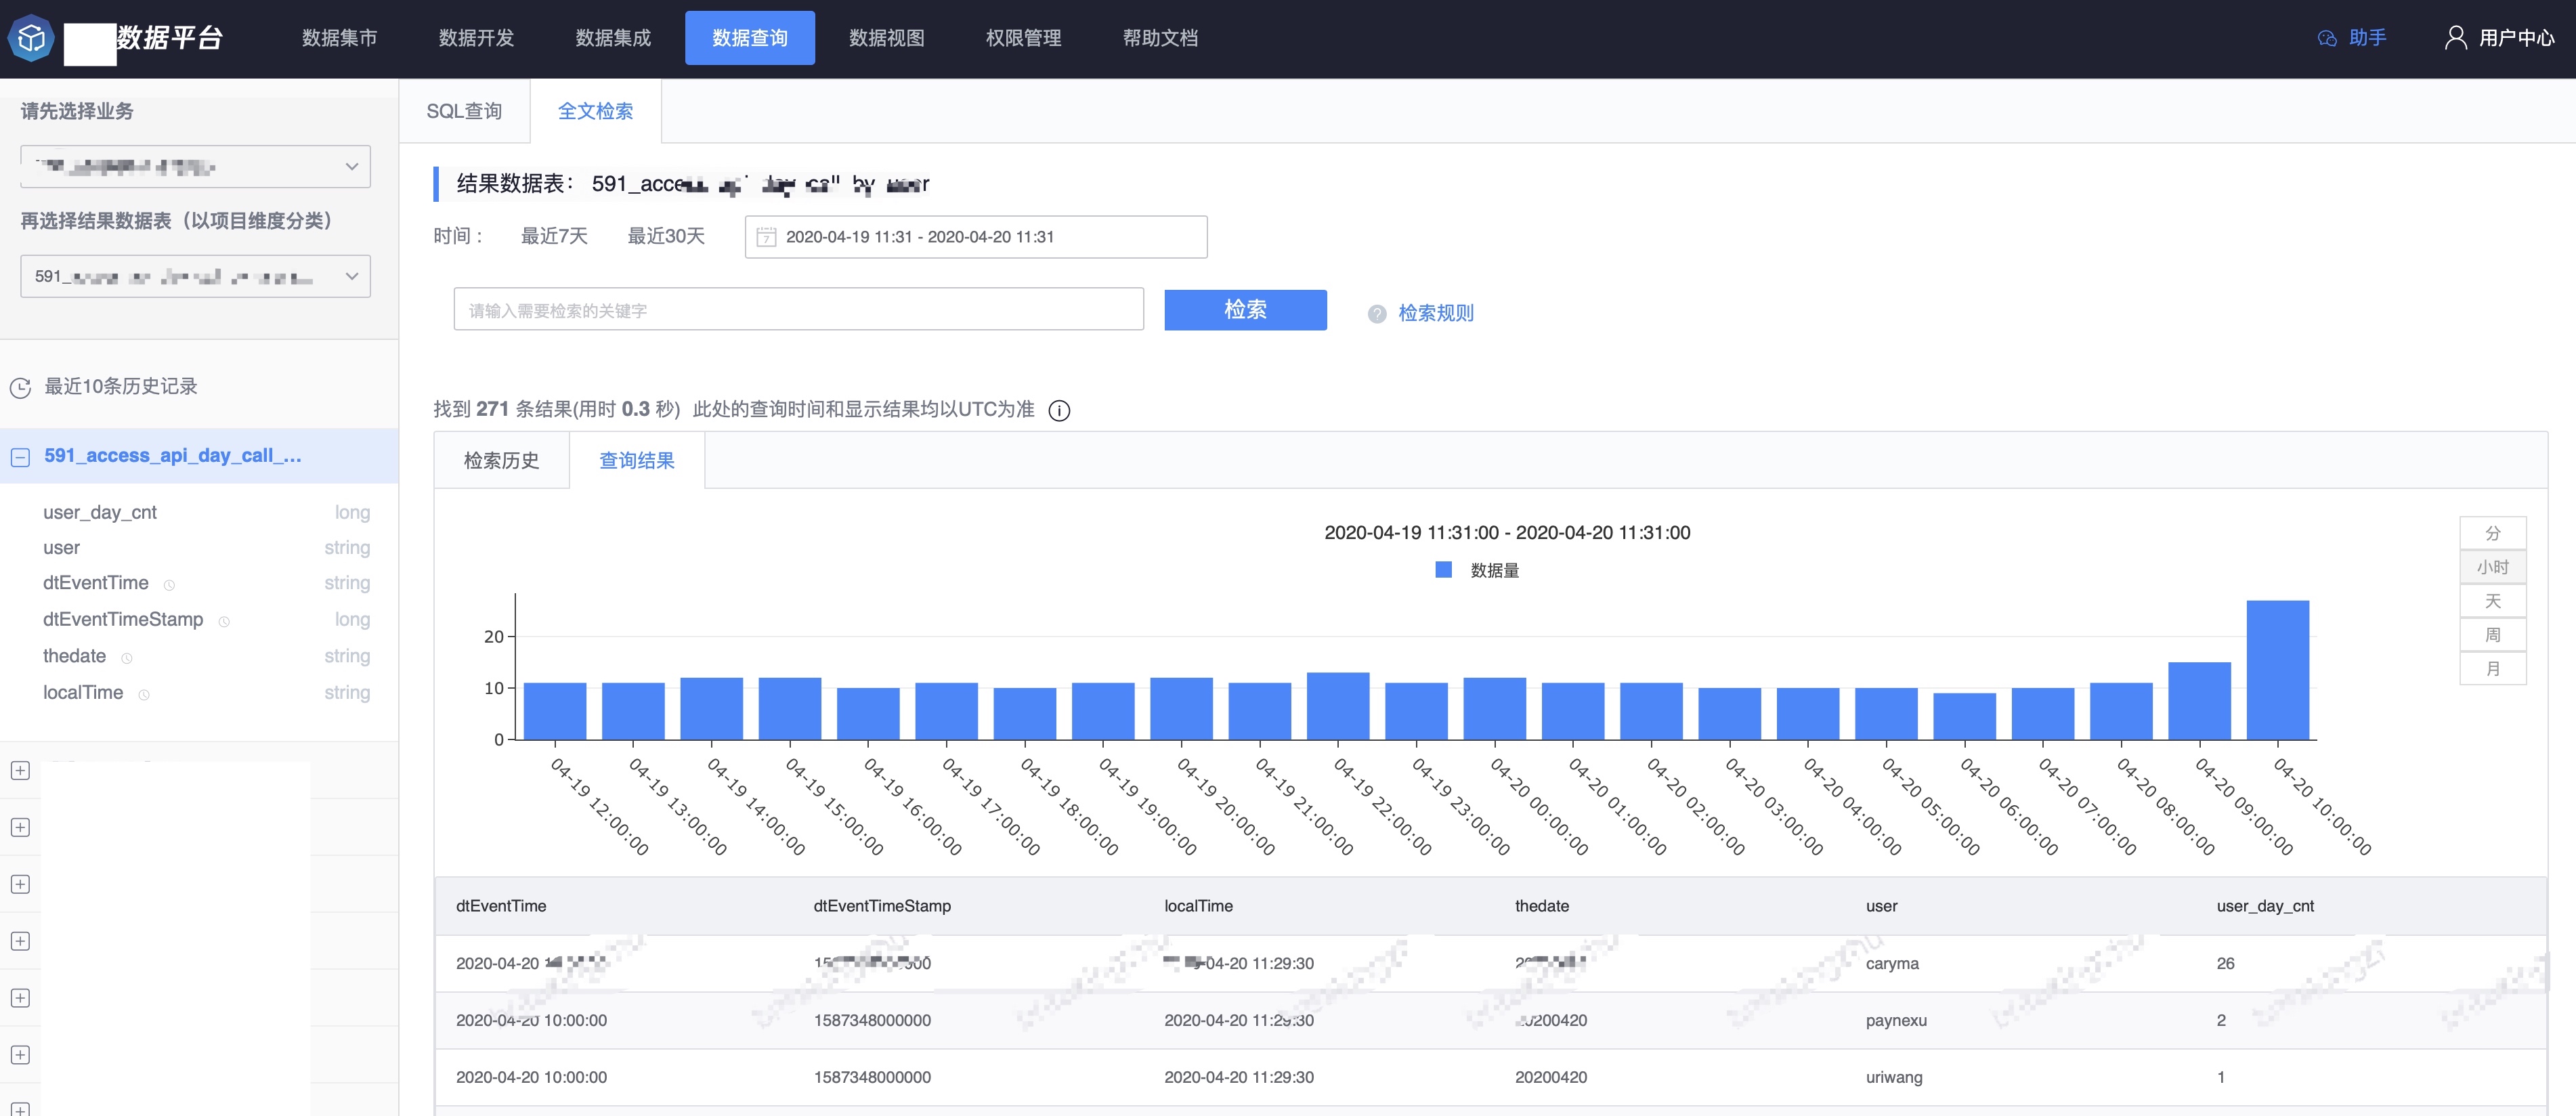 数据平台
数据集市 数据开发 数据集成 数据查询 数据视图 权限管理 帮助文档
助手 用户中心
请先选择业务
再选择结果数据表（以项目维度分类）
591_
最近10条历史记录
591_access_api_day_call_...
user_day_cnt long
user string
dtEventTime string
dtEventTimeStamp long
thedate string
localTime string
SQL查询 全文检索
结果数据表： 591_acce
时间： 最近7天 最近30天 2020-04-19 11:31 - 2020-04-20 11:31
请输入需要检索的关键字 检索 ? 检索规则
找到 271 条结果(用时 0.3 秒) 此处的查询时间和显示结果均以UTC为准
检索历史 查询结果
2020-04-19 11:31:00 - 2020-04-20 11:31:00
数据量
分
小时
天
周
月
20
10
0
04-19 12:00:00
04-19 13:00:00
04-19 14:00:00
04-19 15:00:00
04-19 16:00:00
04-19 17:00:00
04-19 18:00:00
04-19 19:00:00
04-19 20:00:00
04-19 21:00:00
04-19 22:00:00
04-19 23:00:00
04-20 00:00:00
04-20 01:00:00
04-20 02:00:00
04-20 03:00:00
04-20 04:00:00
04-20 05:00:00
04-20 06:00:00
04-20 07:00:00
04-20 08:00:00
04-20 09:00:00
04-20 10:00:00
dtEventTime dtEventTimeStamp localTime thedate user user_day_cnt
2020-04-20 04-20 11:29:30 caryma 26
2020-04-20 10:00:00 1587348000000 2020-04-20 11:29:30 20200420 paynexu 2
2020-04-20 10:00:00 1587348000000 2020-04-20 11:29:30 20200420 uriwang 1